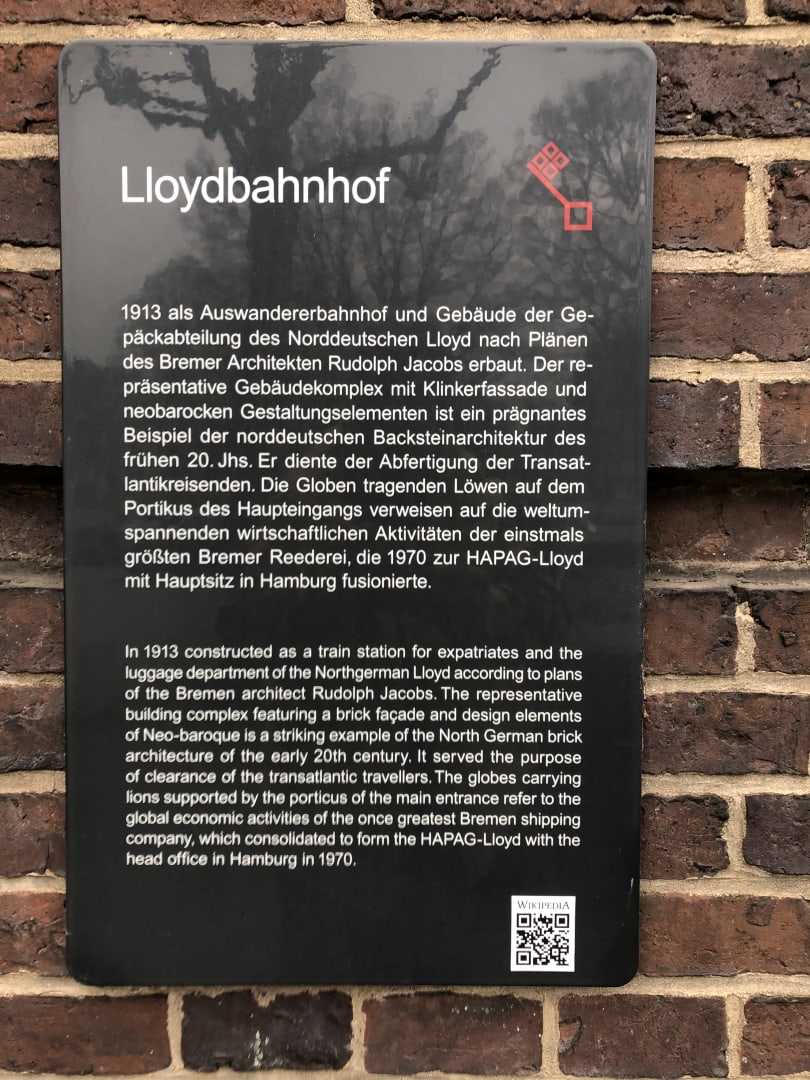 Lloydbahnhof
1913 als Auswandererbahnhof und Gebäude der Ge-
päckabteilung des Norddeutschen Lloyd nach Plänen
des Bremer Architekten Rudolph Jacobs erbaut. Der re-
präsentative Gebäudekomplex mit Klinkerfassade und
neobarocken Gestaltungselementen ist ein prägnantes
Beispiel der norddeutschen Backsteinarchitektur des
frühen 20. Jhs. Er diente der Abfertigung der Transat-
lantikreisenden. Die Globen tragenden Löwen auf dem
Portikus des Haupteingangs verweisen auf die weltum-
spannenden wirtschaftlichen Aktivitäten der einstmals
größten Bremer Reederei, die 1970 zur HAPAG-Lloyd
mit Hauptsitz in Hamburg fusionierte.
In 1913 constructed as a train station for expatriates and the
luggage department of the Northgerman Lloyd according to plans
of the Bremen architect Rudolph Jacobs. The representative
building complex featuring a brick façade and design elements
of Neo-baroque is a striking example of the North German brick
architecture of the early 20th century. It served the purpose
of clearance of the transatlantic travellers. The globes carrying
lions supported by the porticus of the main entrance refer to the
global economic activities of the once greatest Bremen shipping
company, which consolidated to form the HAPAG-Lloyd with the
head office in Hamburg in 1970.
WIKIPEDIA